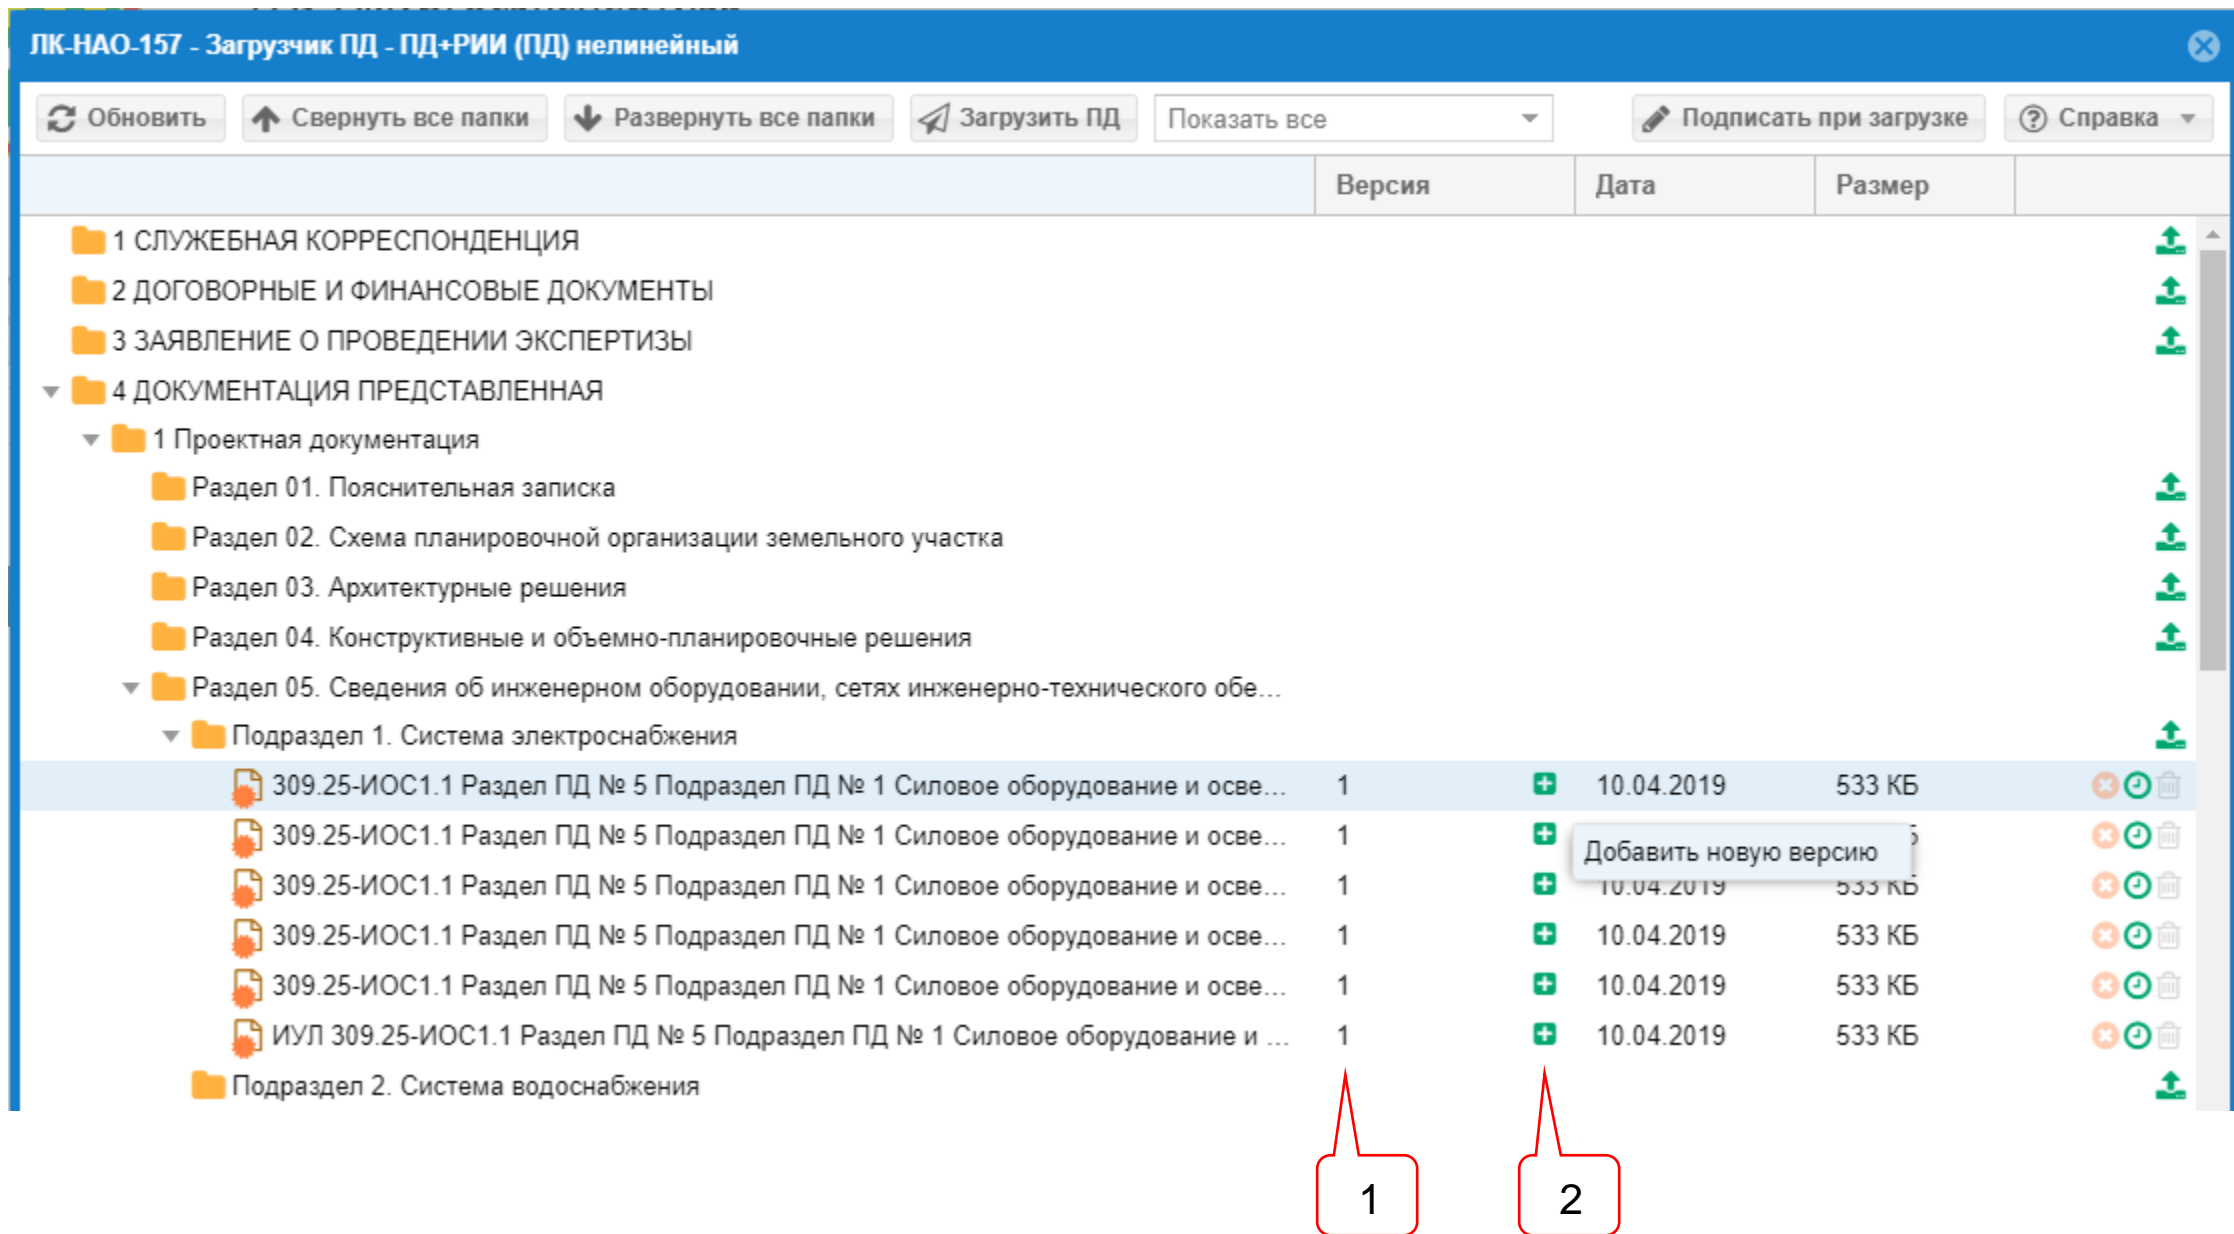 ЛК-НАО-157 - Загрузчик ПД - ПД+РИИ (ПД) нелинейный
Обновить Свернуть все папки Развернуть все папки Загрузить ПД Показать все Подписать при загрузке Справка
Версия Дата Размер
1 СЛУЖЕБНАЯ КОРРЕСПОНДЕНЦИЯ
2 ДОГОВОРНЫЕ И ФИНАНСОВЫЕ ДОКУМЕНТЫ
3 ЗАЯВЛЕНИЕ О ПРОВЕДЕНИИ ЭКСПЕРТИЗЫ
4 ДОКУМЕНТАЦИЯ ПРЕДСТАВЛЕННАЯ
1 Проектная документация
Раздел 01. Пояснительная записка
Раздел 02. Схема планировочной организации земельного участка
Раздел 03. Архитектурные решения
Раздел 04. Конструктивные и объемно-планировочные решения
Раздел 05. Сведения об инженерном оборудовании, сетях инженерно-технического обе...
Подраздел 1. Система электроснабжения
309.25-ИОС1.1 Раздел ПД № 5 Подраздел ПД № 1 Силовое оборудование и осве... 1 10.04.2019 533 КБ
309.25-ИОС1.1 Раздел ПД № 5 Подраздел ПД № 1 Силовое оборудование и осве... 1
Добавить новую версию
309.25-ИОС1.1 Раздел ПД № 5 Подраздел ПД № 1 Силовое оборудование и осве... 1 10.04.2019 533 КБ
309.25-ИОС1.1 Раздел ПД № 5 Подраздел ПД № 1 Силовое оборудование и осве... 1 10.04.2019 533 КБ
309.25-ИОС1.1 Раздел ПД № 5 Подраздел ПД № 1 Силовое оборудование и осве... 1 10.04.2019 533 КБ
ИУЛ 309.25-ИОС1.1 Раздел ПД № 5 Подраздел ПД № 1 Силовое оборудование и ... 1 10.04.2019 533 КБ
Подраздел 2. Система водоснабжения
1 2